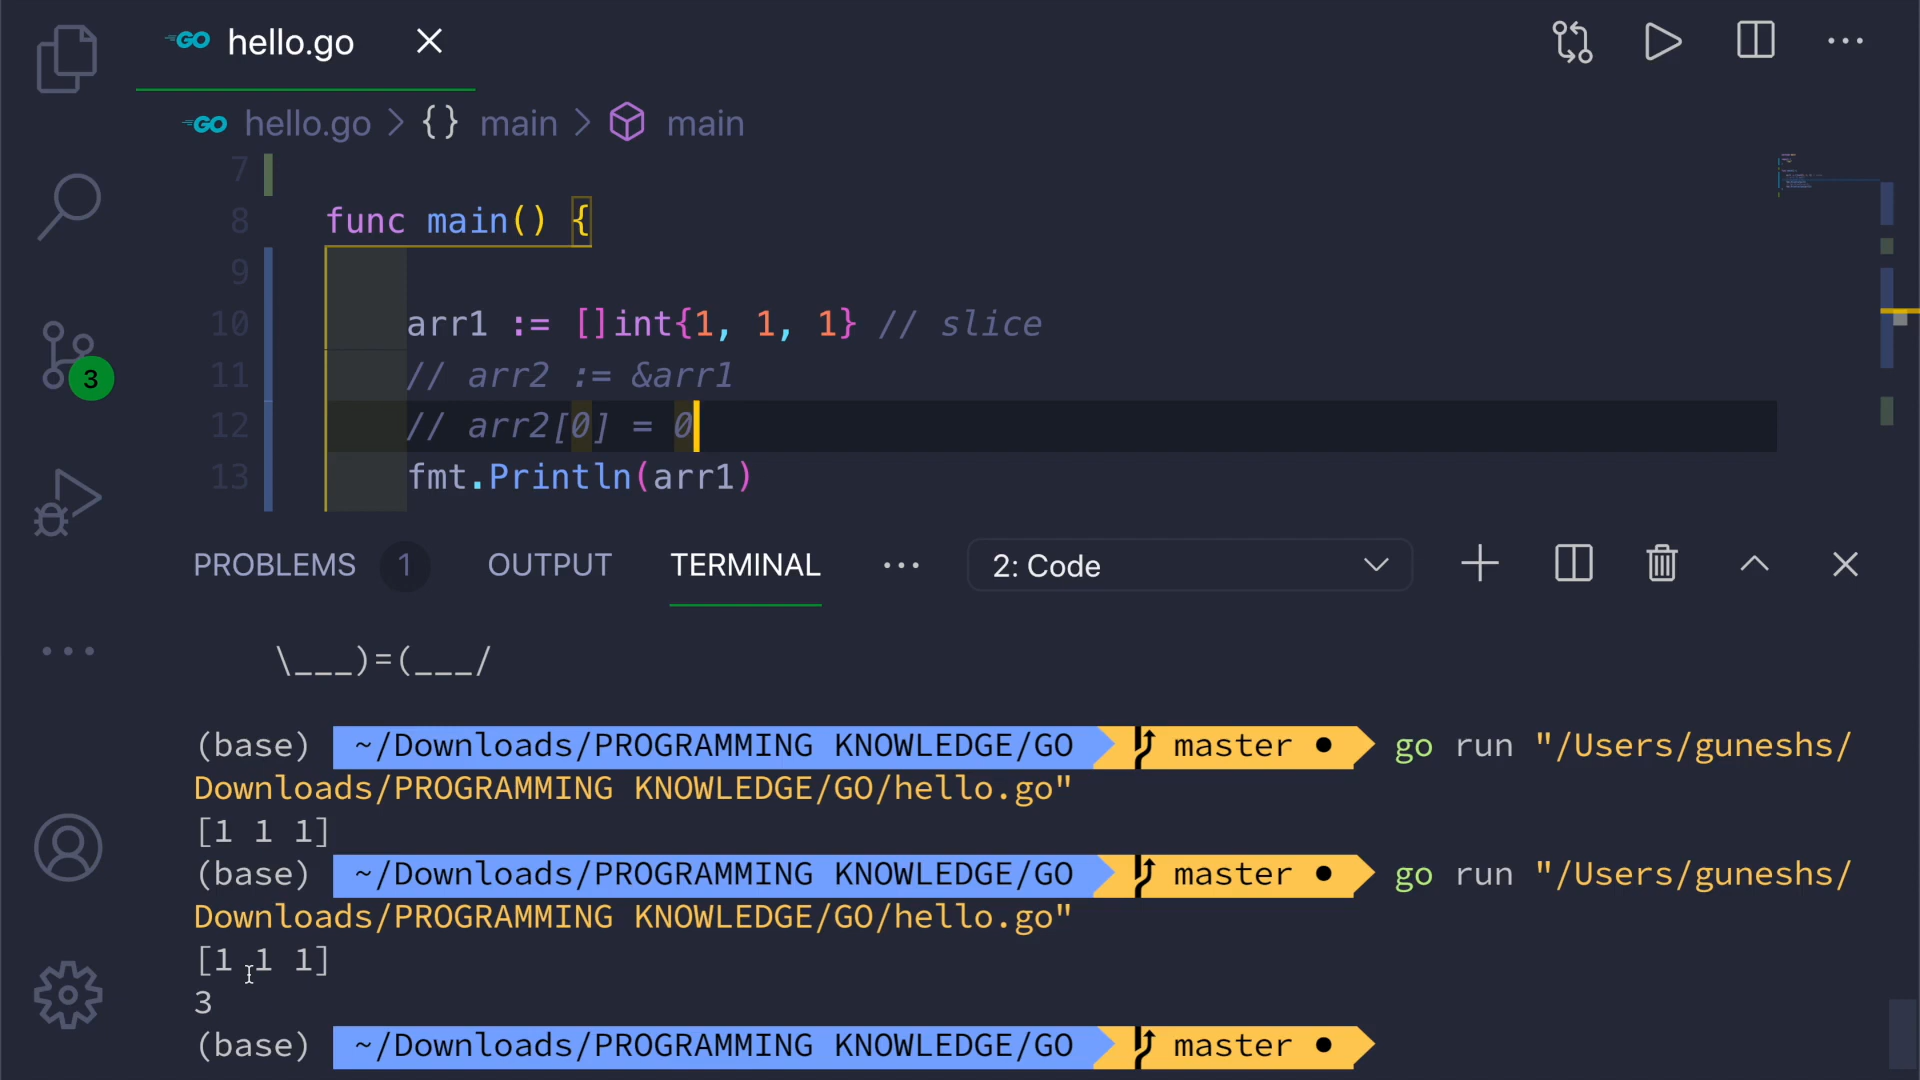 GO hello.go
GO hello.go > {} main > main
7
8 func main() {
9
10 arr1 := []int{1, 1, 1} // slice
11 // arr2 := &arr1
12 // arr2[0] = 0
13 fmt.Println(arr1)
3
PROBLEMS 1 OUTPUT TERMINAL ··· 2: Code
\___)=(___/
(base) ~/Downloads/PROGRAMMING KNOWLEDGE/GO master ● go run "/Users/guneshs/
Downloads/PROGRAMMING KNOWLEDGE/GO/hello.go"
[1 1 1]
(base) ~/Downloads/PROGRAMMING KNOWLEDGE/GO master ● go run "/Users/guneshs/
Downloads/PROGRAMMING KNOWLEDGE/GO/hello.go"
[1 1 1]
3
(base) ~/Downloads/PROGRAMMING KNOWLEDGE/GO master ●